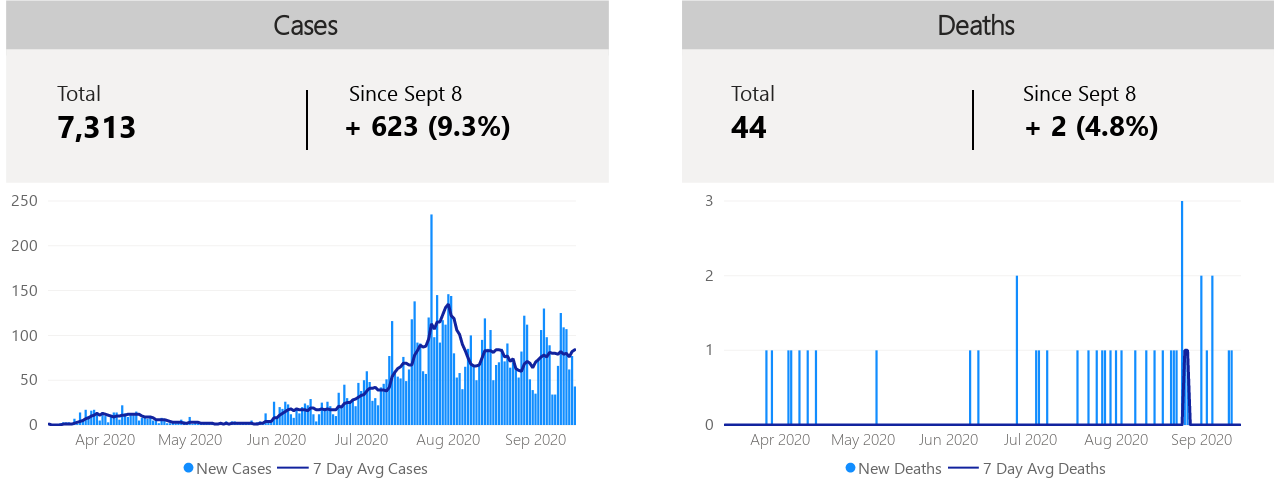 Cases
Total
7,313
Since Sept 8
+ 623 (9.3%)
250
200
150
100
50
0
Apr 2020 May 2020 Jun 2020 Jul 2020 Aug 2020 Sep 2020
New Cases 7 Day Avg Cases
Deaths
Total
44
Since Sept 8
+ 2 (4.8%)
3
2
1
0
Apr 2020 May 2020 Jun 2020 Jul 2020 Aug 2020 Sep 2020
New Deaths 7 Day Avg Deaths